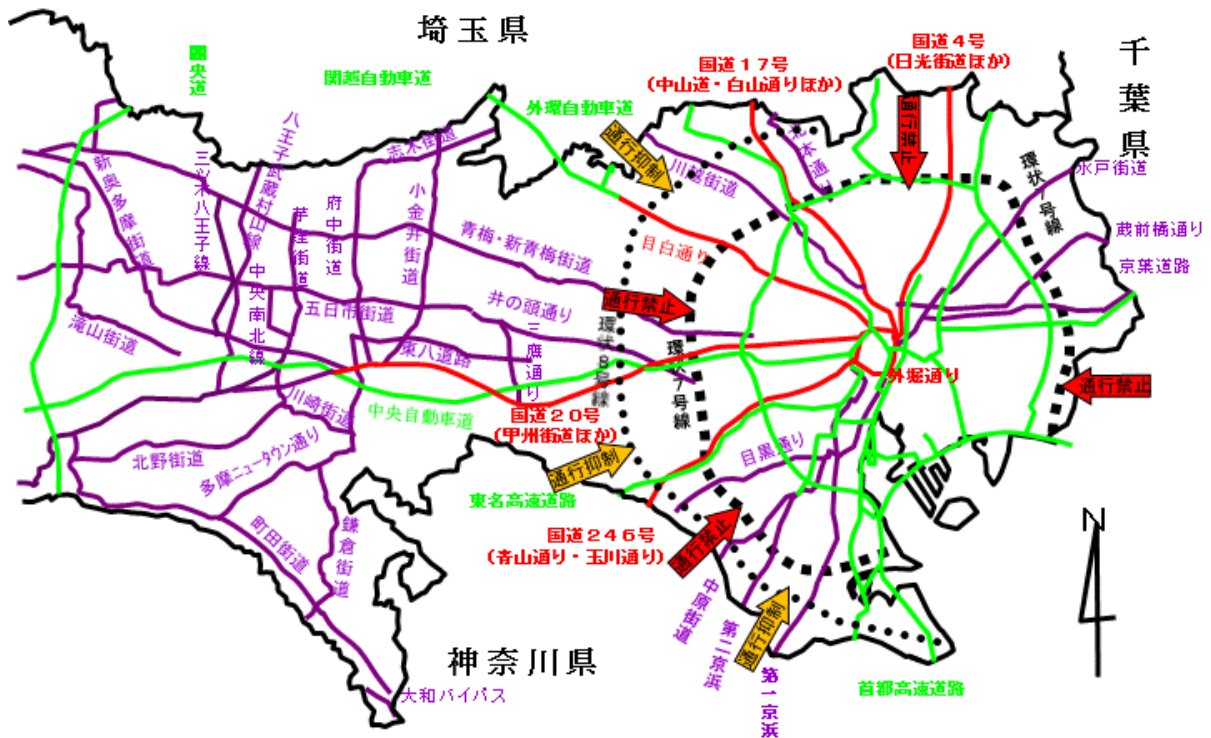 埼玉県
千葉県
圏央道
関越自動車道
外環自動車道
国道17号
(中山道・白山通りほか)
国道4号
(日光街道ほか)
通行抑制
通行禁止
川越街道
北本通り
環状7号線
水戸街道
蔵前橋通り
京葉道路
新奥多摩街道
三ツ木八王子線
八王子武蔵村山線
芋窪街道
府中街道
志木街道
小金井街道
青梅・新青梅街道
目白通り
通行禁止
中央南北線
五日市街道
井の頭通り
滝山街道
東八道路
三鷹通り
環状8号線
環状7号線
外堀通り
通行禁止
川崎街道
中央自動車道
国道20号
(甲州街道ほか)
北野街道
多摩ニュータウン通り
通行抑制
目黒通り
東名高速道路
町田街道
鎌倉街道
国道246号
(青山通り・玉川通り)
通行禁止
中原街道
第二京浜
通行抑制
第一京浜
N
神奈川県
大和バイパス
首都高速道路